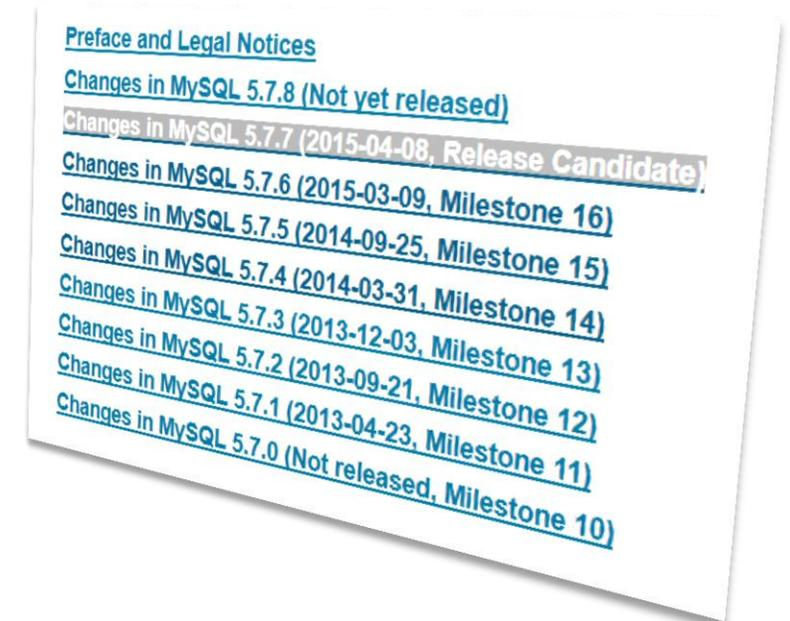 Preface and Legal Notices
Changes in MySQL 5.7.8 (Not yet released)
Changes in MySQL 5.7.7 (2015-04-08, Release Candidate)
Changes in MySQL 5.7.6 (2015-03-09, Milestone 16)
Changes in MySQL 5.7.5 (2014-09-25, Milestone 15)
Changes in MySQL 5.7.4 (2014-03-31, Milestone 14)
Changes in MySQL 5.7.3 (2013-12-03, Milestone 13)
Changes in MySQL 5.7.2 (2013-09-21, Milestone 12)
Changes in MySQL 5.7.1 (2013-04-23, Milestone 11)
Changes in MySQL 5.7.0 (Not released, Milestone 10)